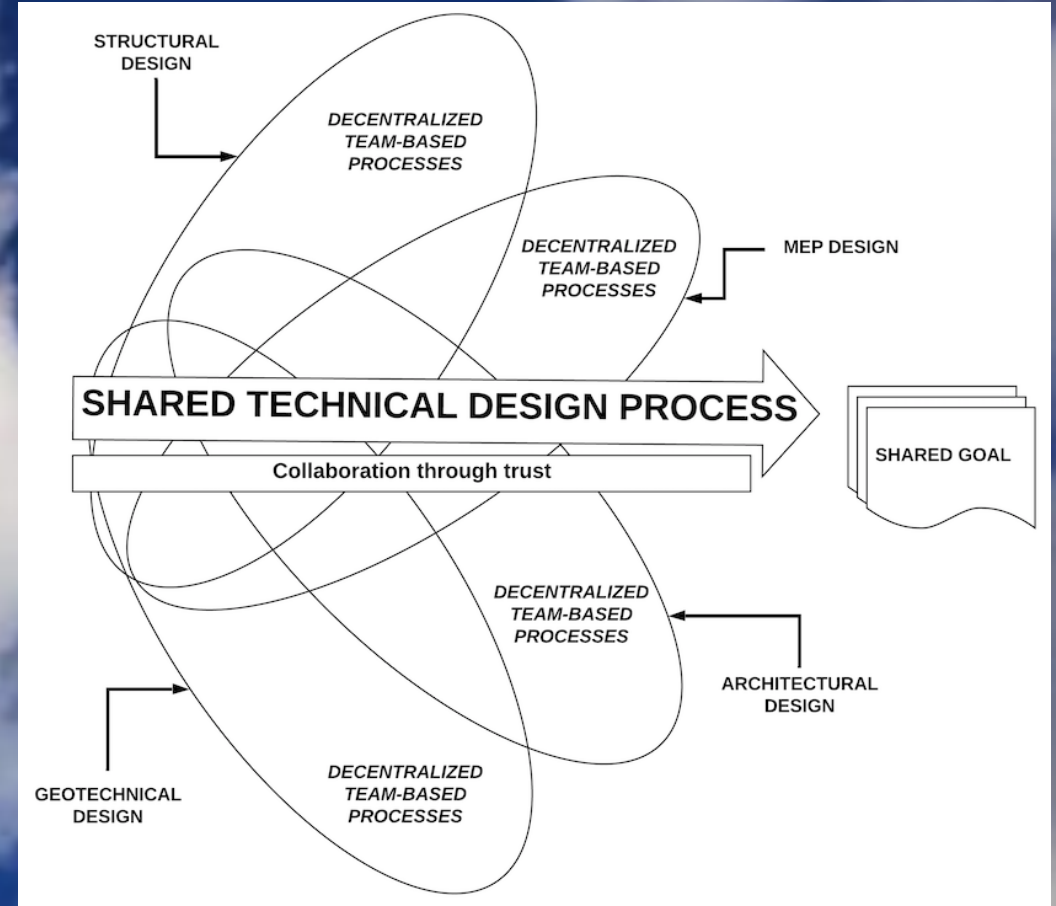 STRUCTURAL
DESIGN
DECENTRALIZED
TEAM-BASED
PROCESSES
DECENTRALIZED
TEAM-BASED
PROCESSES
MEP DESIGN
SHARED TECHNICAL DESIGN PROCESS
Collaboration through trust
SHARED GOAL
DECENTRALIZED
TEAM-BASED
PROCESSES
ARCHITECTURAL
DESIGN
GEOTECHNICAL
DESIGN
DECENTRALIZED
TEAM-BASED
PROCESSES